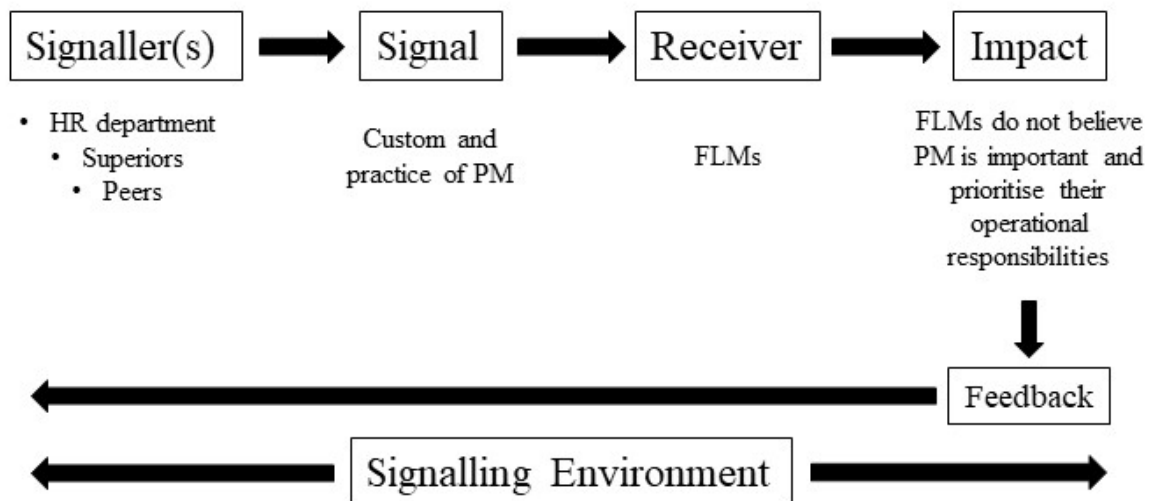 Signaller(s)
Signal
Receiver
Impact
• HR department
• Superiors
• Peers
Custom and
practice of PM
FLMs
FLMs do not believe
PM is important and
prioritise their
operational
responsibilities
Feedback
Signalling Environment